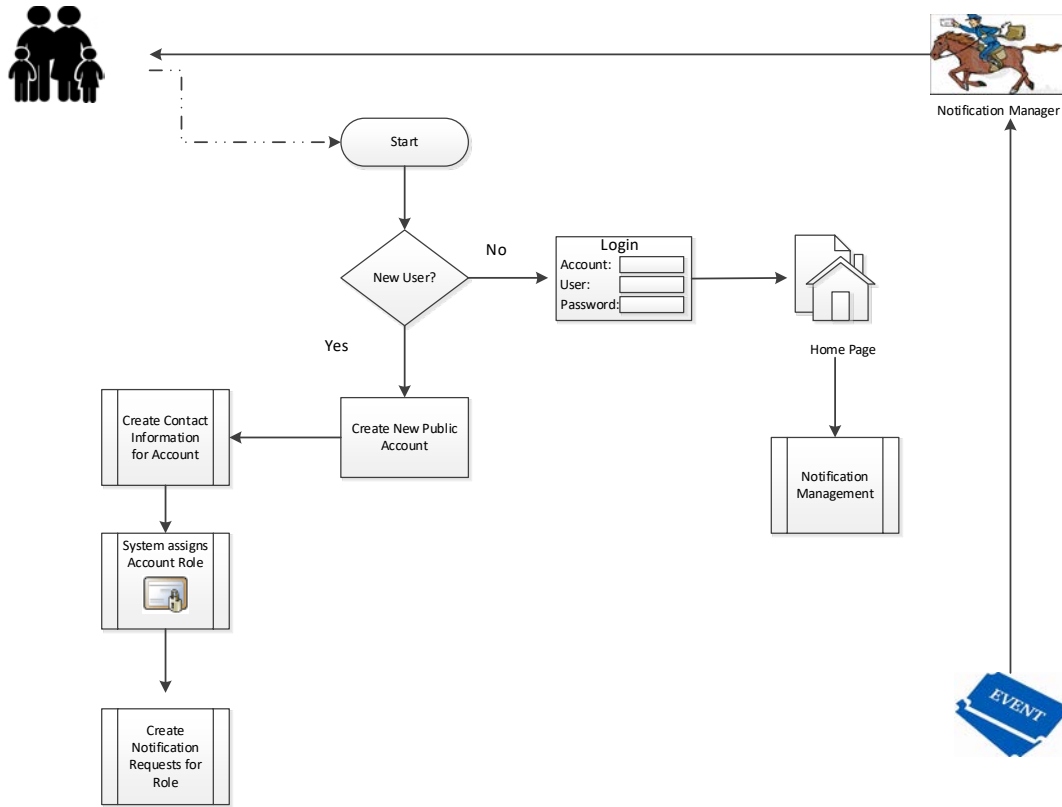 Notification Manager
Start
New User?
No
Yes
Login
Account:
User:
Password:
Home Page
Create New Public
Account
Create Contact
Information
for Account
Notification
Management
System assigns
Account Role
Create
Notification
Requests for
Role
EVENT